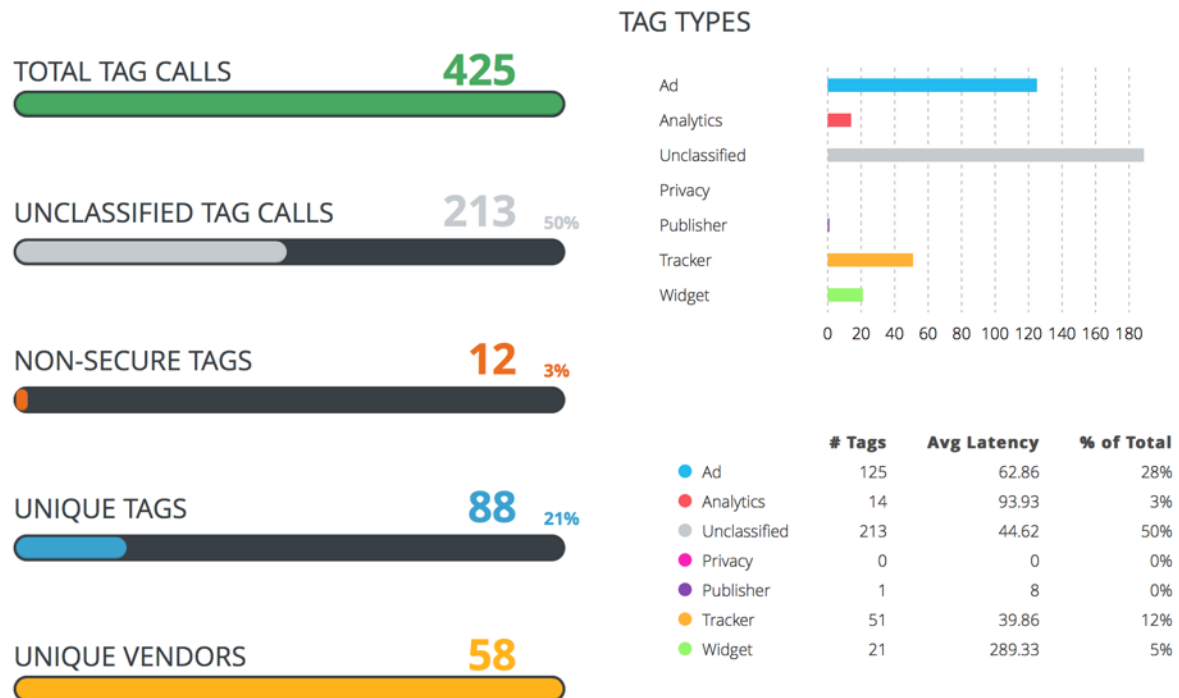 TOTAL TAG CALLS 425
UNCLASSIFIED TAG CALLS 213 50%
NON-SECURE TAGS 12 3%
UNIQUE TAGS 88 21%
UNIQUE VENDORS 58
TAG TYPES
Ad
Analytics
Unclassified
Privacy
Publisher
Tracker
Widget
0 20 40 60 80 100 120 140 160 180
# Tags Avg Latency % of Total
Ad 125 62.86 28%
Analytics 14 93.93 3%
Unclassified 213 44.62 50%
Privacy 0 0 0%
Publisher 1 8 0%
Tracker 51 39.86 12%
Widget 21 289.33 5%